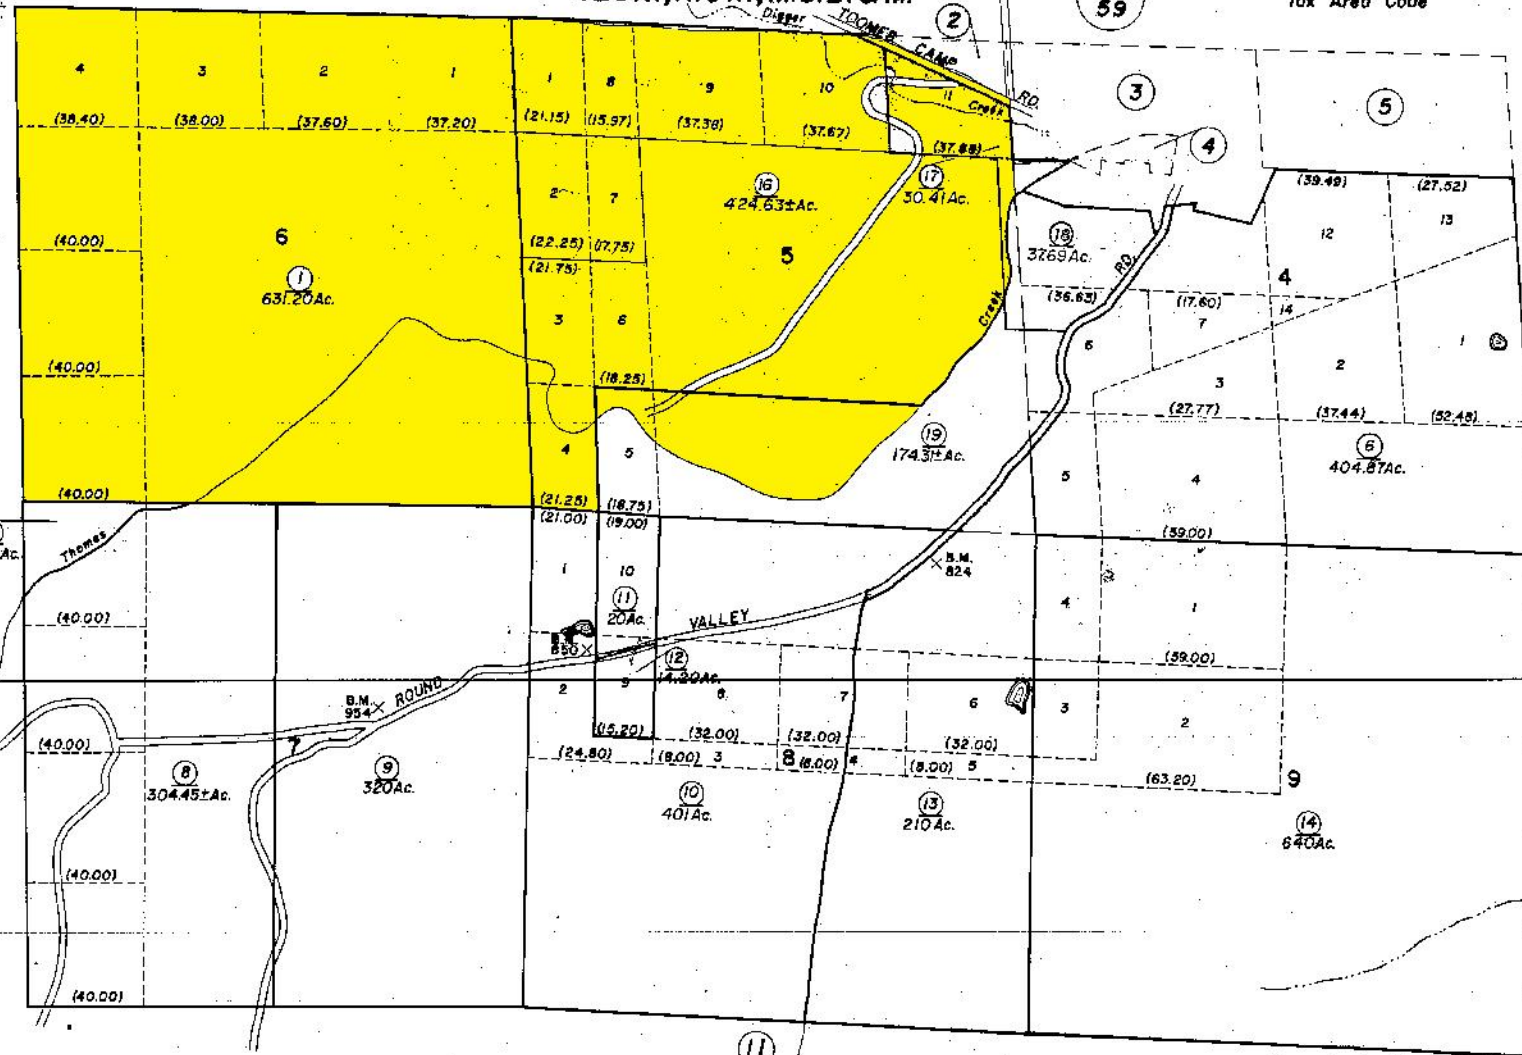 2
59
Tax Area Code
Digger
TOOMES CAMP RD.
4 3 2 1 1 8 9 10 11
Creek
3
5
(38.40) (38.00) (37.60) (37.20) (21.15) (15.97) (37.38) (37.67) (37.88)
4
16
424.63±Ac.
17
30.41Ac.
(39.49) (27.52)
2 7
12 13
18
37.69Ac.
RD.
(40.00) 6 (22.25) (17.75) 5
(21.75)
1
631.20Ac.
4
(36.63) (17.60)
14
Creek
3 6
7
6
1
(40.00)
(18.25)
3
2
(27.77) (37.44) (52.48)
4 5
19
174.31±Ac.
6
404.87Ac.
5
4
(40.00) (21.25) (18.75)
(21.00) (19.00)
(59.00)
Ac.
Thomes
B.M.
824
1 10
11
20Ac.
4
1
(40.00)
VALLEY
850
(59.00)
12
14.20Ac.
2 9 8 7 6 3 2
ROUND
B.M.
954
(40.00) 7 (15.20) (32.00) (32.00) (32.00)
(24.80) (8.00) 3 8 (8.00) 4 (8.00) 5 (63.20) 9
8
304.45±Ac.
9
320Ac.
10
401Ac.
13
210Ac.
14
640Ac.
(40.00)
(40.00)
11